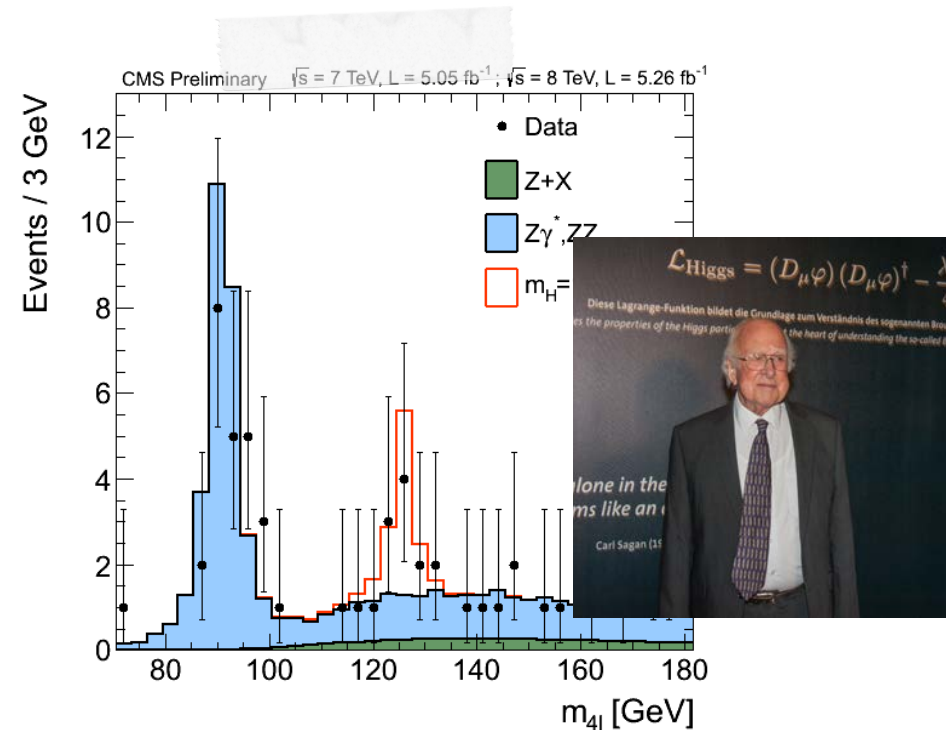 CMS Preliminary √s = 7 TeV, L = 5.05 fb⁻¹ ; √s = 8 TeV, L = 5.26 fb⁻¹
Events / 3 GeV
12
10
8
6
4
2
0
Data
Z+X
Zγ*,ZZ
m_H=
80 100 120 140 160 180
m_4l [GeV]
ℒ_Higgs = (D_μφ) (D_μφ)† −
Diese Lagrange-Funktion bildet die Grundlage zum Verständnis des sogenannten
the properties of the Higgs the heart of understanding the so-called
alone in the
like an
Carl Sagan